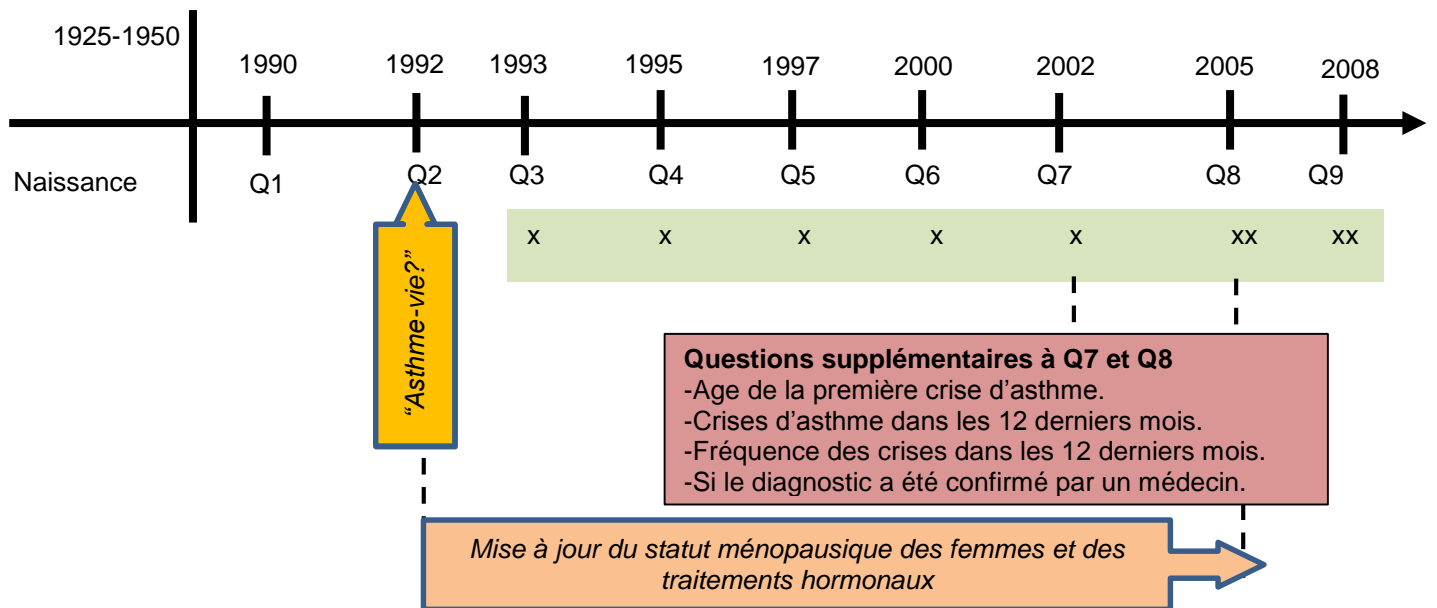 1925-1950
1990 1992 1993 1995 1997 2000 2002 2005 2008
Naissance Q1 Q2 Q3 Q4 Q5 Q6 Q7 Q8 Q9
x x x x x xx xx
“Asthme-vie?”
Questions supplémentaires à Q7 et Q8
-Age de la première crise d’asthme.
-Crises d’asthme dans les 12 derniers mois.
-Fréquence des crises dans les 12 derniers mois.
-Si le diagnostic a été confirmé par un médecin.
Mise à jour du statut ménopausique des femmes et des
traitements hormonaux